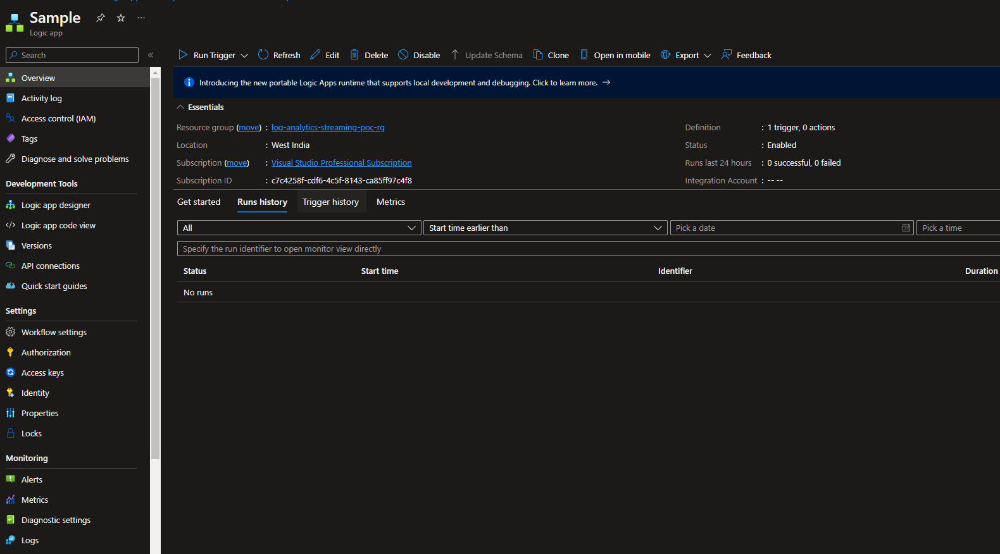 Sample
Logic app
Search
Run Trigger
Refresh
Edit
Delete
Disable
Update Schema
Clone
Open in mobile
Export
Feedback
Introducing the new portable Logic Apps runtime that supports local development and debugging. Click to learn more.
Overview
Activity log
Access control (IAM)
Tags
Diagnose and solve problems
Development Tools
Logic app designer
Logic app code view
Versions
API connections
Quick start guides
Settings
Workflow settings
Authorization
Access keys
Identity
Properties
Locks
Monitoring
Alerts
Metrics
Diagnostic settings
Logs
Essentials
Resource group (move) : log-analytics-streaming-poc-rg
Location : West India
Subscription (move) : Visual Studio Professional Subscription
Subscription ID : c7c4258f-cdf6-4c5f-8143-ca85ff97c4f8
Definition : 1 trigger, 0 actions
Status : Enabled
Runs last 24 hours : 0 successful, 0 failed
Integration Account : -- --
Get started
Runs history
Trigger history
Metrics
All
Start time earlier than
Pick a date
Pick a time
Specify the run identifier to open monitor view directly
Status
Start time
Identifier
Duration
No runs